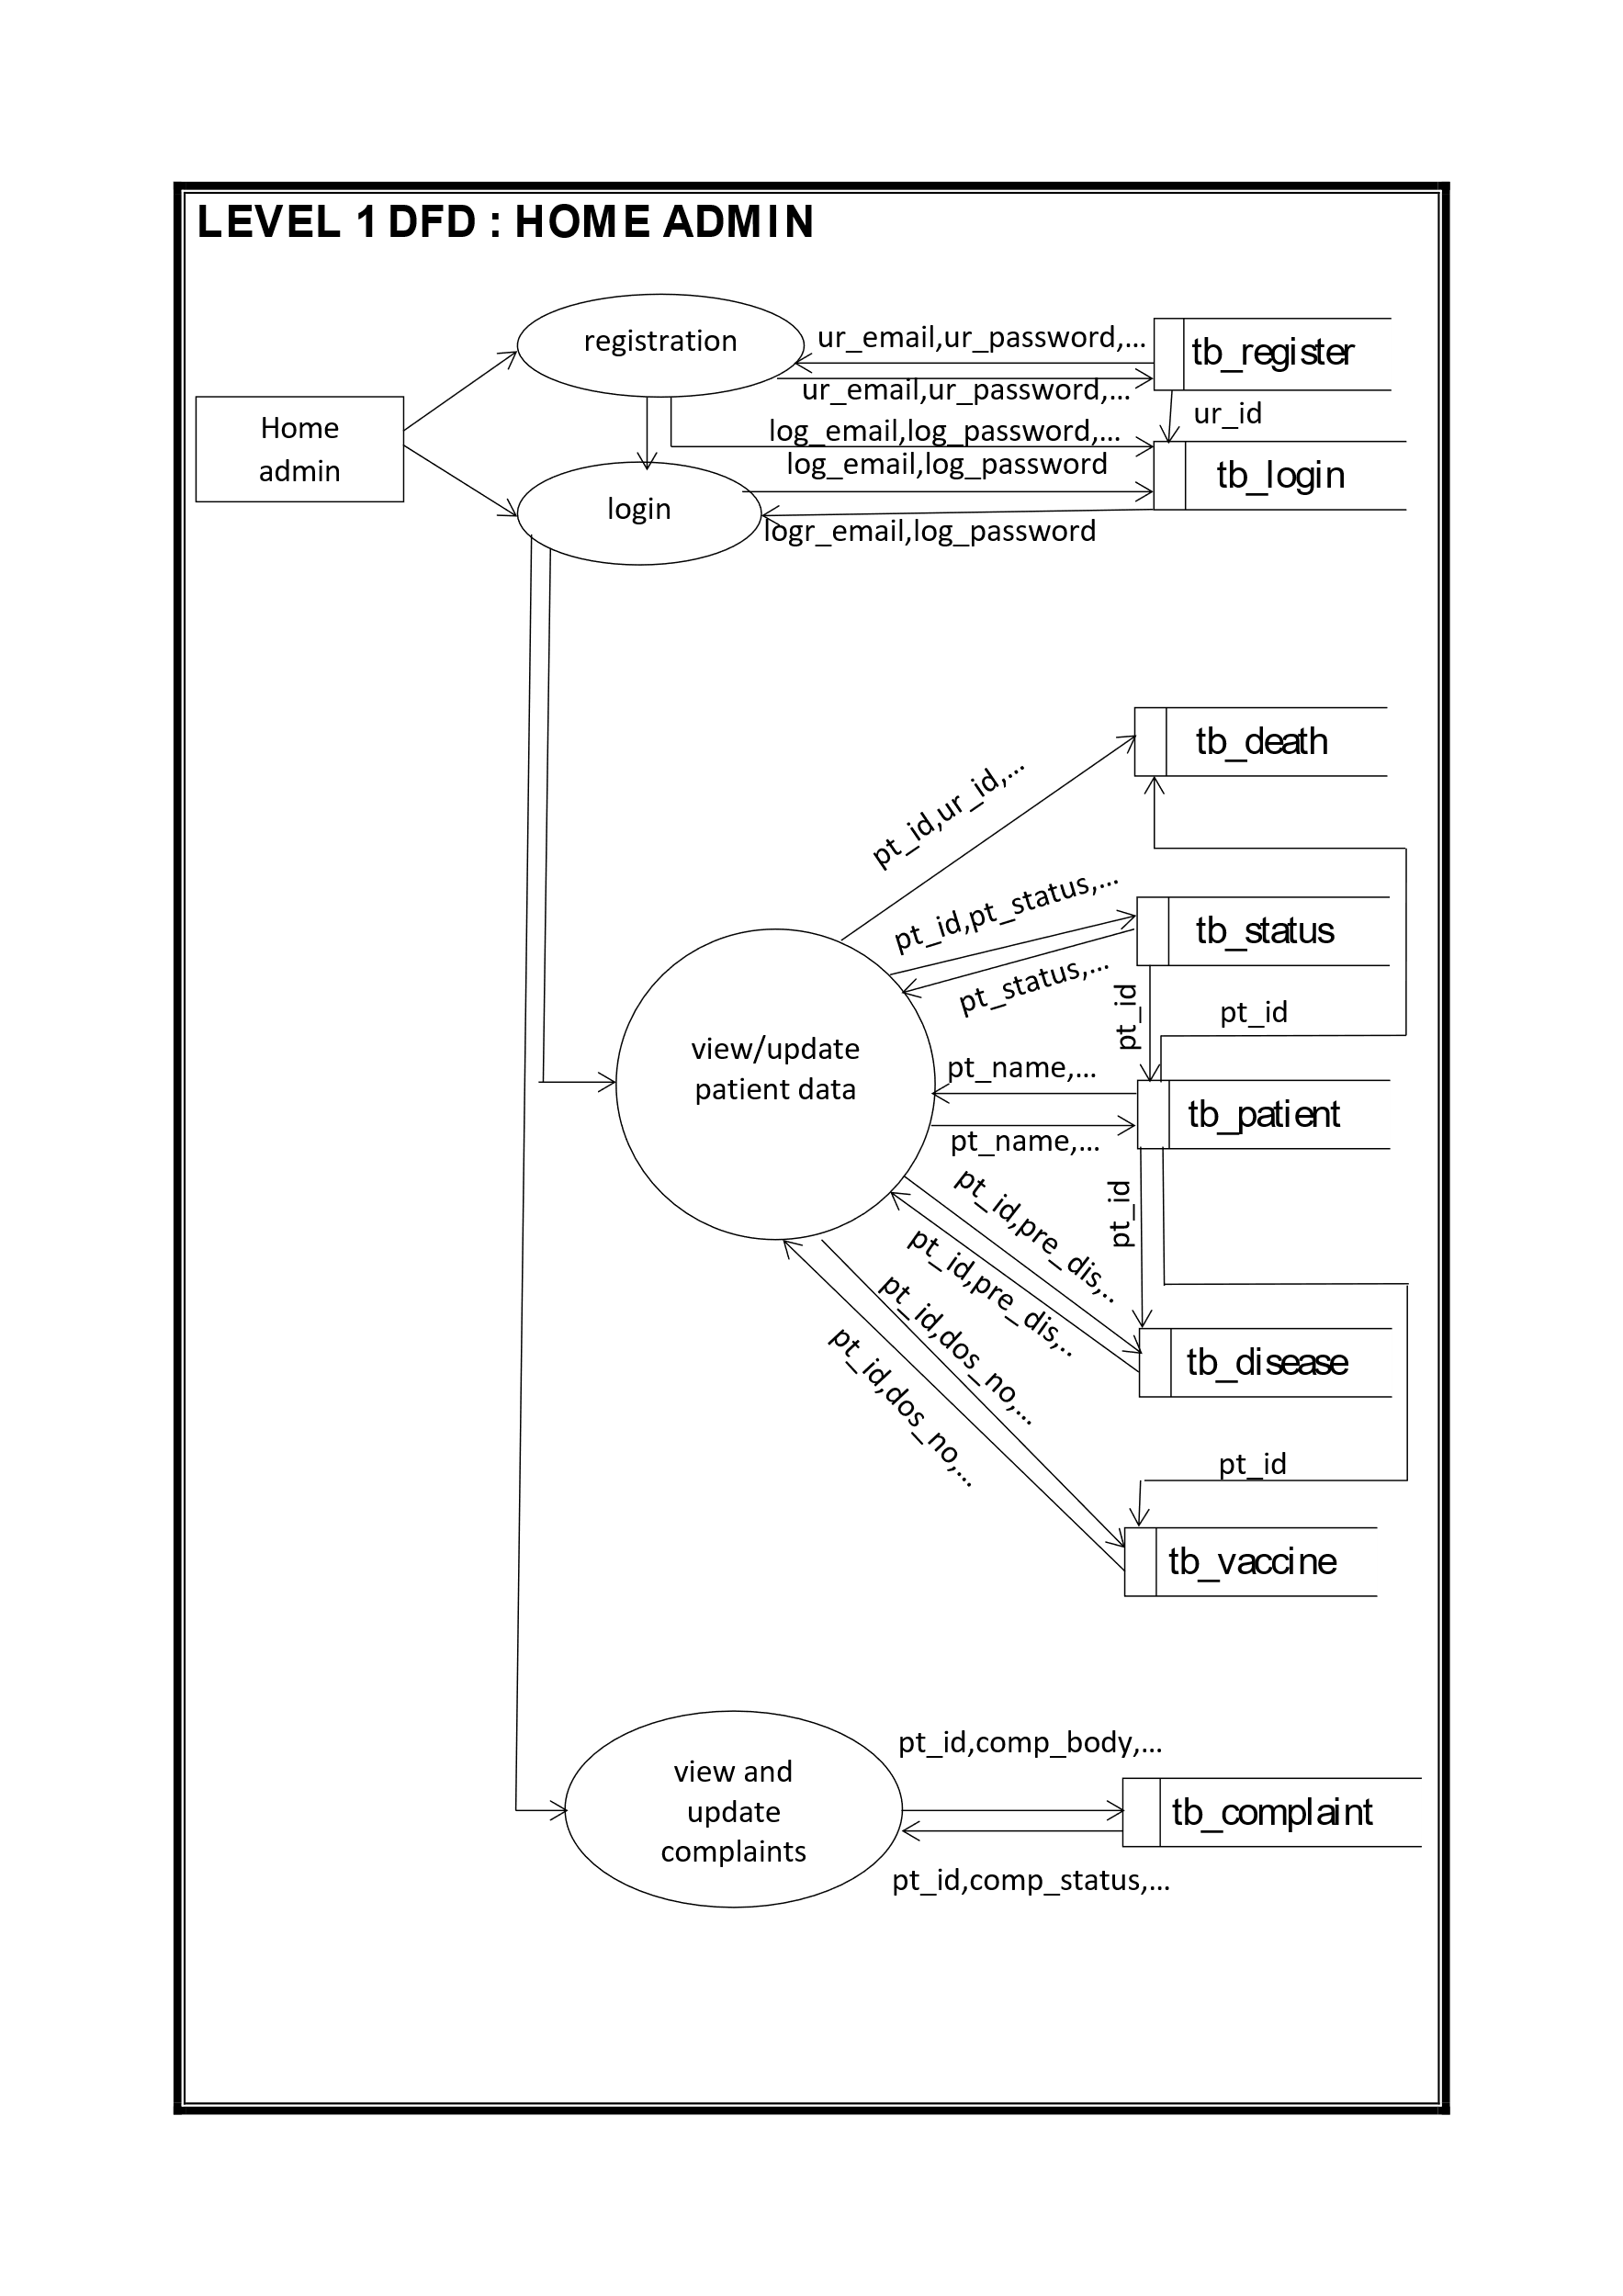 LEVEL 1 DFD : HOME ADMIN
registration
ur_email,ur_password,...
tb_register
ur_email,ur_password,...
Home
admin
ur_id
log_email,log_password,...
log_email,log_password
tb_login
login
logr_email,log_password
tb_death
pt_id,ur_id,...
pt_id,pt_status,...
tb_status
pt_status,...
pt_id
pt_id
view/update
patient data
pt_name,...
tb_patient
pt_name,...
pt_id
pt_id,pre_dis,..
pt_id,pre_dis,..
tb_disease
pt_id,dos_no,...
pt_id,dos_no,...
pt_id
tb_vaccine
pt_id,comp_body,...
view and
update
complaints
tb_complaint
pt_id,comp_status,...